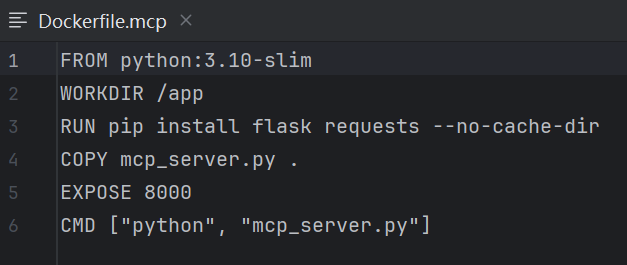 Dockerfile.mcp
1 FROM python:3.10-slim
2 WORKDIR /app
3 RUN pip install flask requests --no-cache-dir
4 COPY mcp_server.py .
5 EXPOSE 8000
6 CMD ["python", "mcp_server.py"]